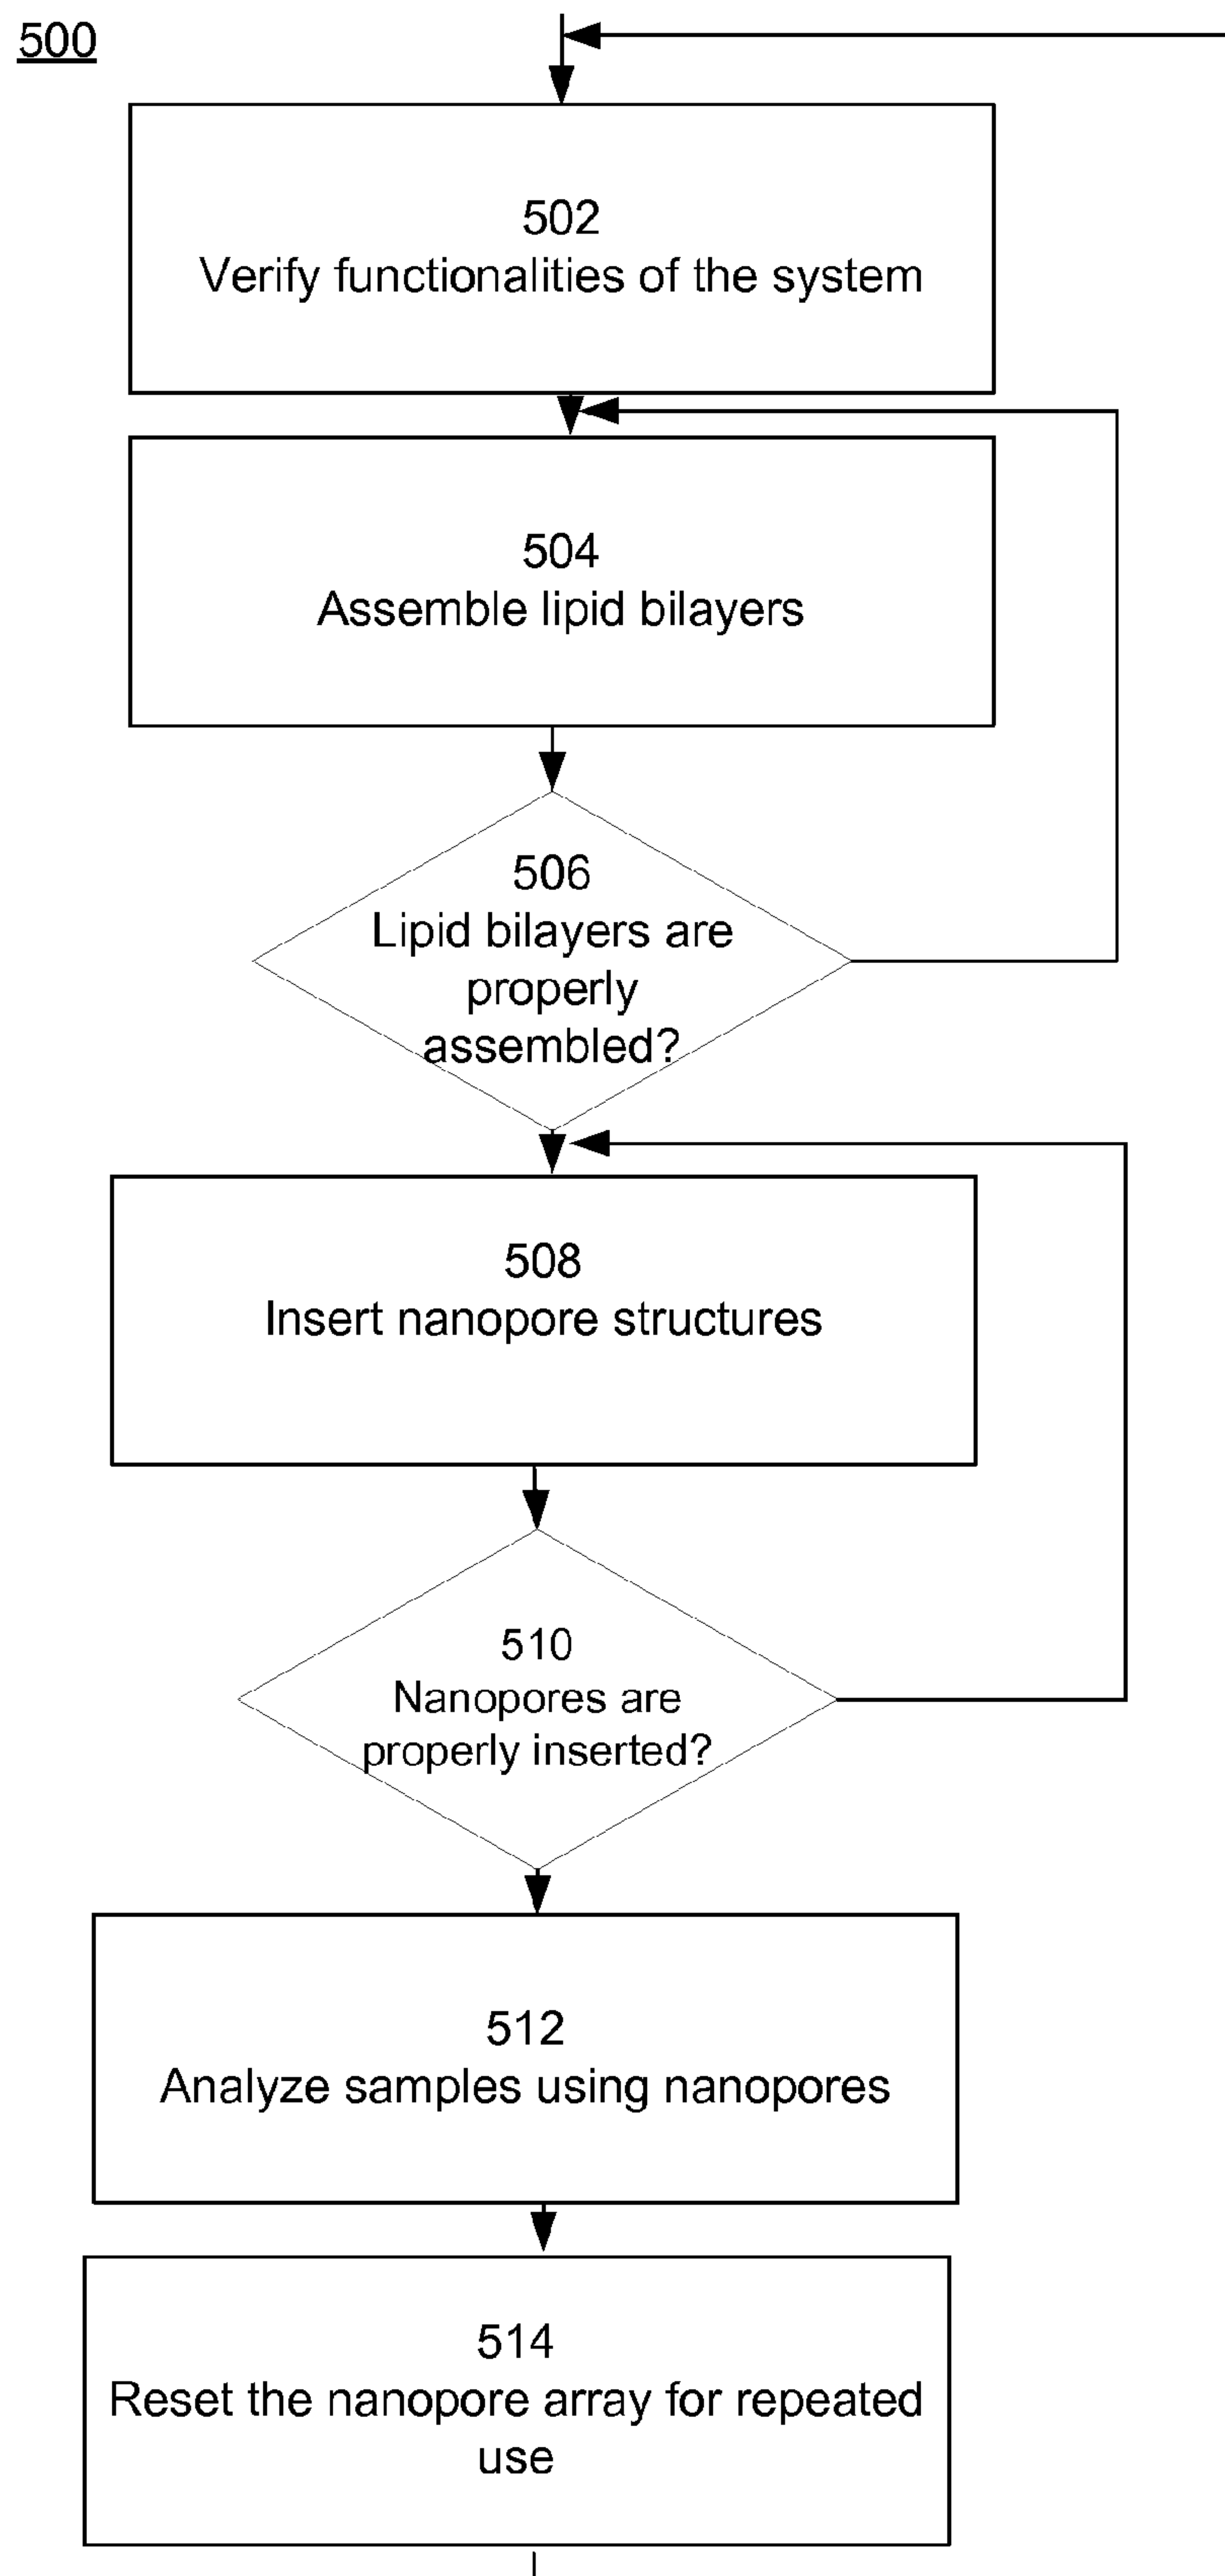 500
502
Verify functionalities of the system
504
Assemble lipid bilayers
506
Lipid bilayers are
properly
assembled?
508
Insert nanopore structures
510
Nanopores are
properly inserted?
512
Analyze samples using nanopores
514
Reset the nanopore array for repeated
use